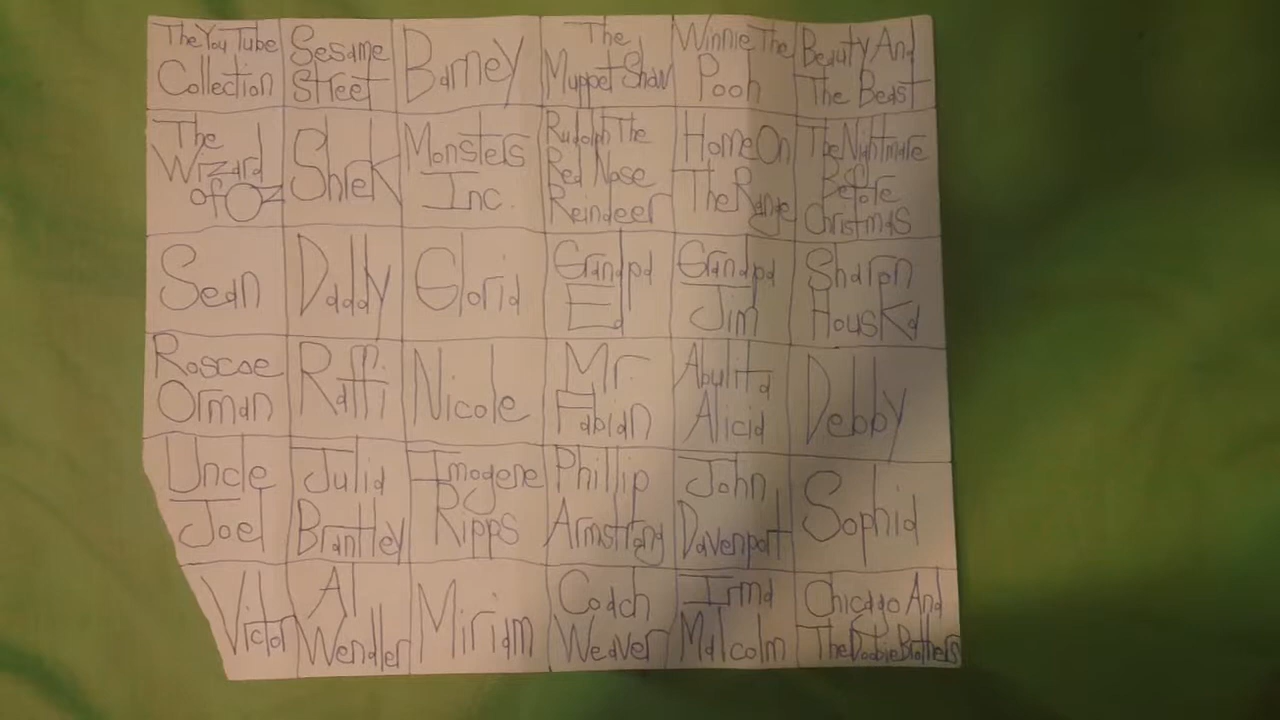 The YouTube
Collection
Sesame
Street
Barney
The
Muppet Show
Winnie The
Pooh
Beauty And
The Beast
The
Wizard
of Oz
Shrek
Monsters
Inc.
Rudolph The
Red Nose
Reindeer
Home On
The Range
The Nightmare
Before
Christmas
Sean
Daddy
Gloria
Grandpa
Ed
Grandpa
Jim
Sharon
Houska
Roscoe
Orman
Raffi
Nicole
Mr.
Fabian
Abulita
Alicia
Debby
Uncle
Joel
Julia
Brantley
Imogene
Ripps
Phillip
Armstrong
John
Davenport
Sophia
Victor
Al
Wendler
Miriam
Coach
Weaver
Irma
Malcolm
Chicago And
The Doobie Brothers